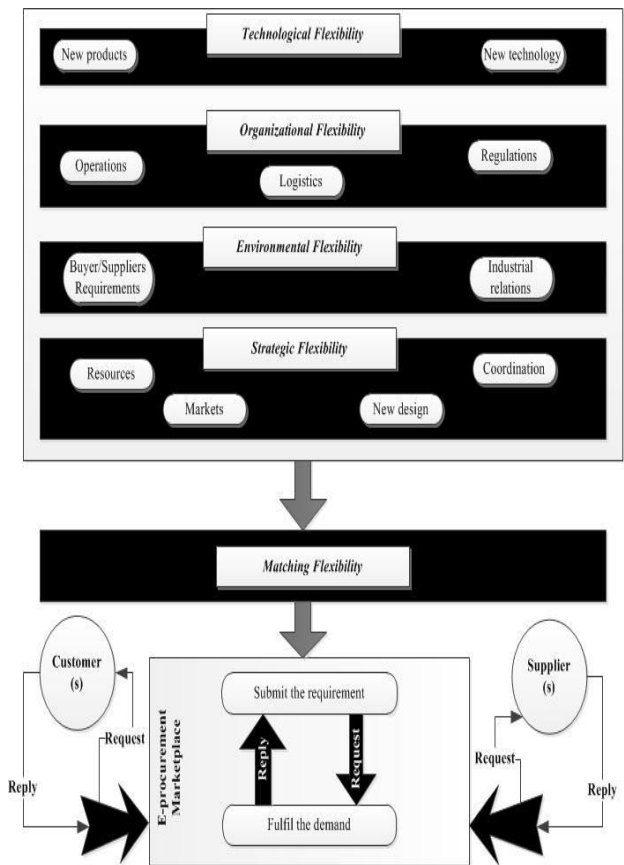 Technological Flexibility
New products
New technology
Organizational Flexibility
Operations
Logistics
Regulations
Environmental Flexibility
Buyer/Suppliers
Requirements
Industrial
relations
Strategic Flexibility
Resources
Markets
New design
Coordination
Matching Flexibility
Customer
(s)
Request
Reply
E-procurement
Marketplace
Submit the requirement
Reply
Request
Fulfil the demand
Supplier
(s)
Request
Reply